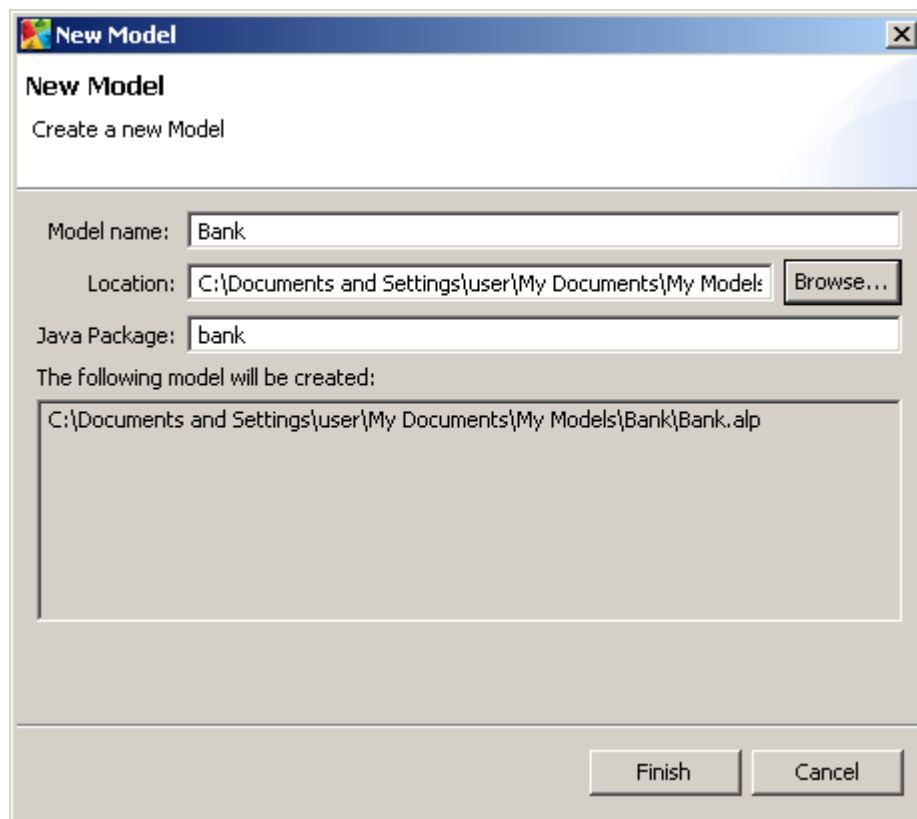 New Model
New Model
Create a new Model
Model name: Bank
Location: C:\Documents and Settings\user\My Documents\My Models Browse...
Java Package: bank
The following model will be created:
C:\Documents and Settings\user\My Documents\My Models\Bank\Bank.alp
Finish Cancel